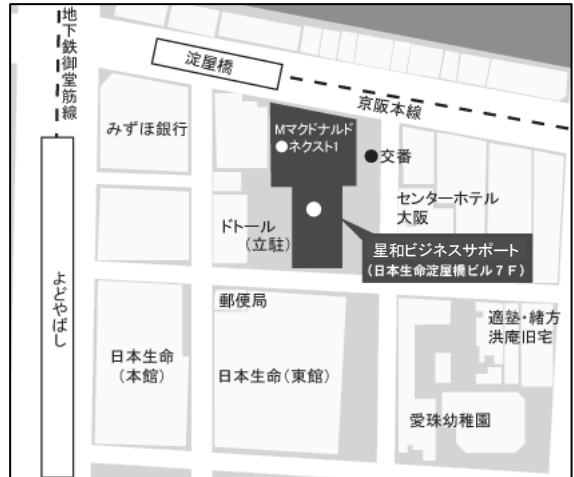 地下鉄御堂筋線
淀屋橋
京阪本線
みずほ銀行
Mマクドナルド
ネクスト1
交番
センターホテル
大阪
ドトール
(立駐)
星和ビジネスサポート
(日本生命淀屋橋ビル7F)
よどやばし
郵便局
適塾・緒方
洪庵旧宅
日本生命
(本館)
日本生命(東館)
愛珠幼稚園